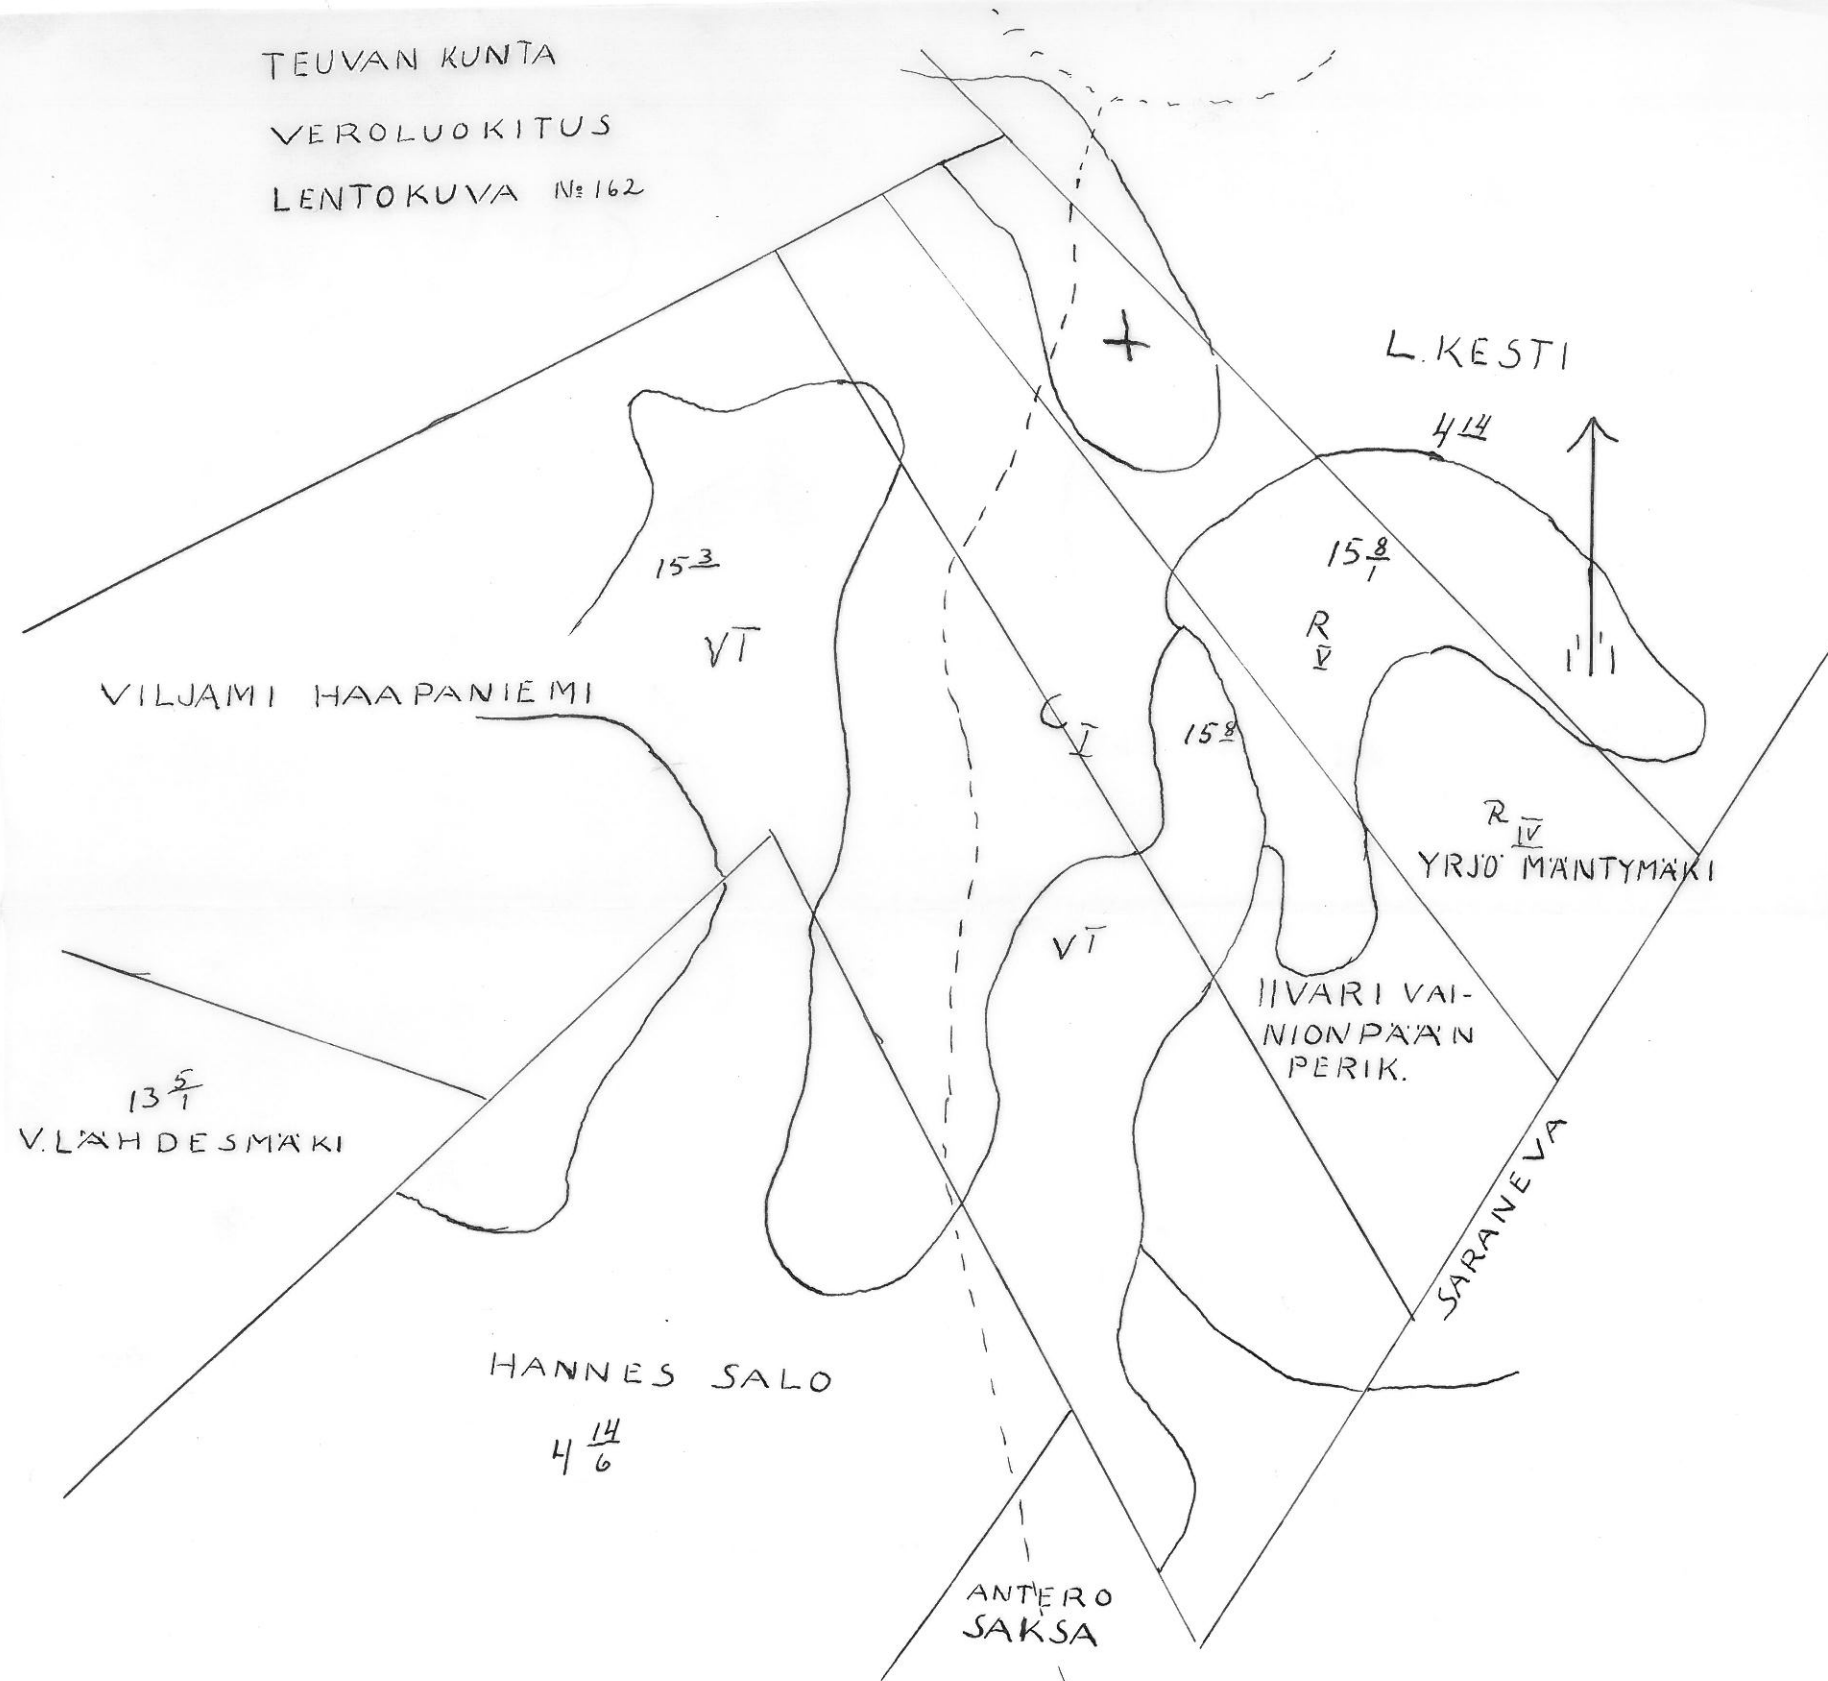 TEUVAN KUNTA
VEROLUOKITUS
LENTOKUVA No: 162
L. KESTI
4 14
15 8/1
15 3
R
V
VT
VILJAMI HAAPANIEMI
C I
15 8
R IV
YRJÖ MÄNTYMÄKI
VT
IIVARI VAI-
NIONPÄÄN
PERIK.
13 5/1
V. LÄHDESMÄKI
SARANEVA
HANNES SALO
4 14/6
ANTERO
SAKSA